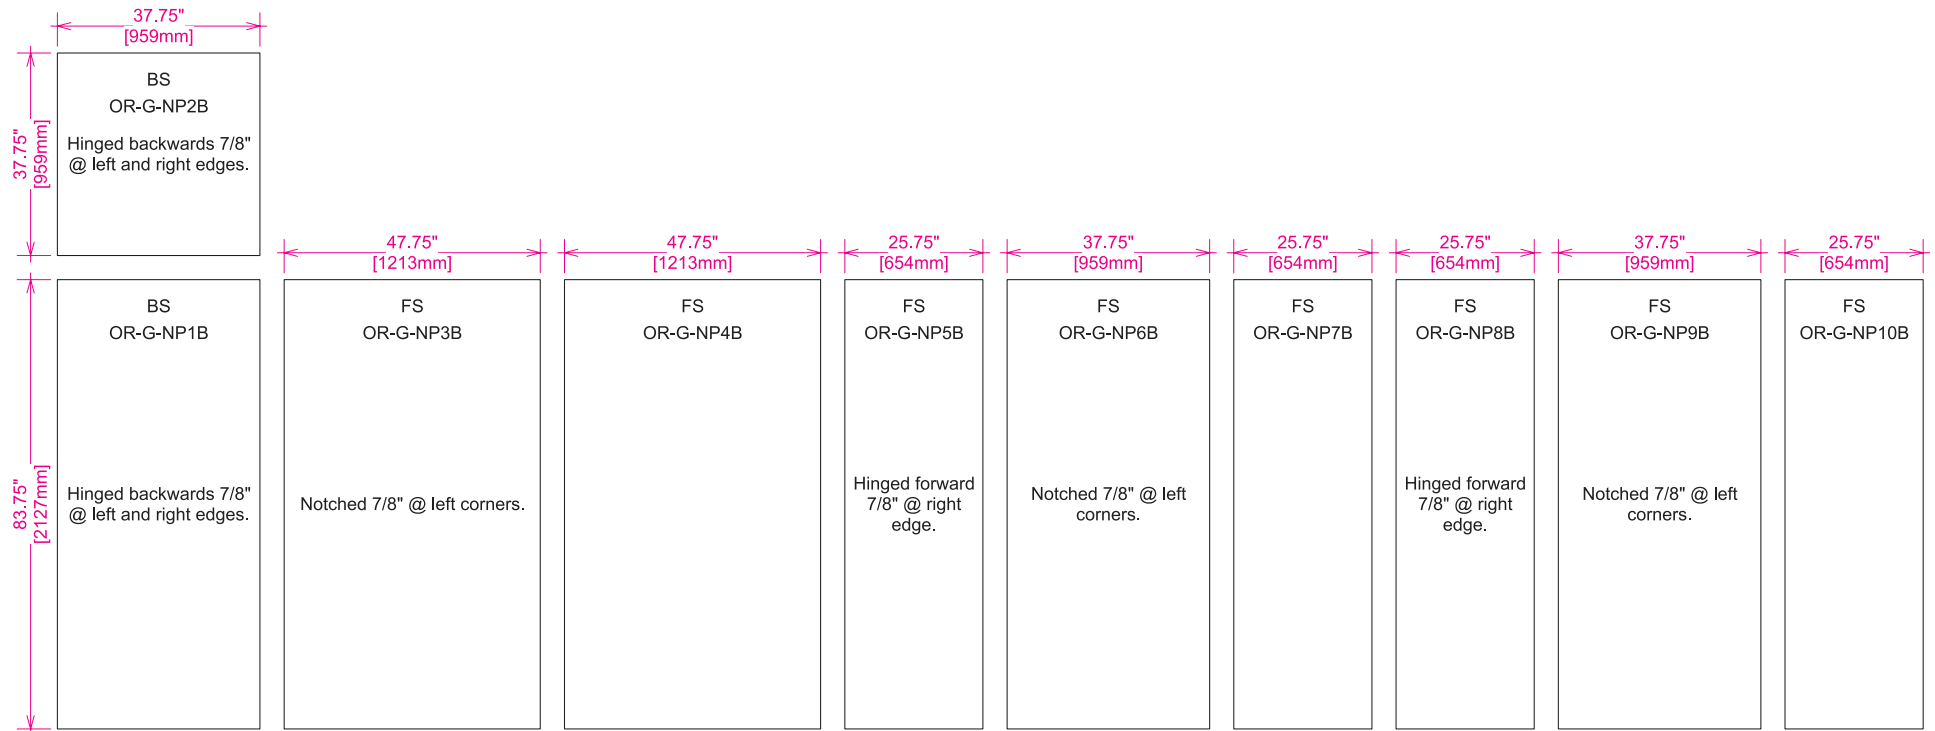 37.75"
[959mm]
37.75"
[959mm]
BS
OR-G-NP2B
Hinged backwards 7/8"
@ left and right edges.
47.75"
[1213mm]
47.75"
[1213mm]
25.75"
[654mm]
37.75"
[959mm]
25.75"
[654mm]
25.75"
[654mm]
37.75"
[959mm]
25.75"
[654mm]
83.75"
[2127mm]
BS
OR-G-NP1B
Hinged backwards 7/8"
@ left and right edges.
FS
OR-G-NP3B
Notched 7/8" @ left corners.
FS
OR-G-NP4B
FS
OR-G-NP5B
Hinged forward
7/8" @ right
edge.
FS
OR-G-NP6B
Notched 7/8" @ left
corners.
FS
OR-G-NP7B
FS
OR-G-NP8B
Hinged forward
7/8" @ right
edge.
FS
OR-G-NP9B
Notched 7/8" @ left
corners.
FS
OR-G-NP10B